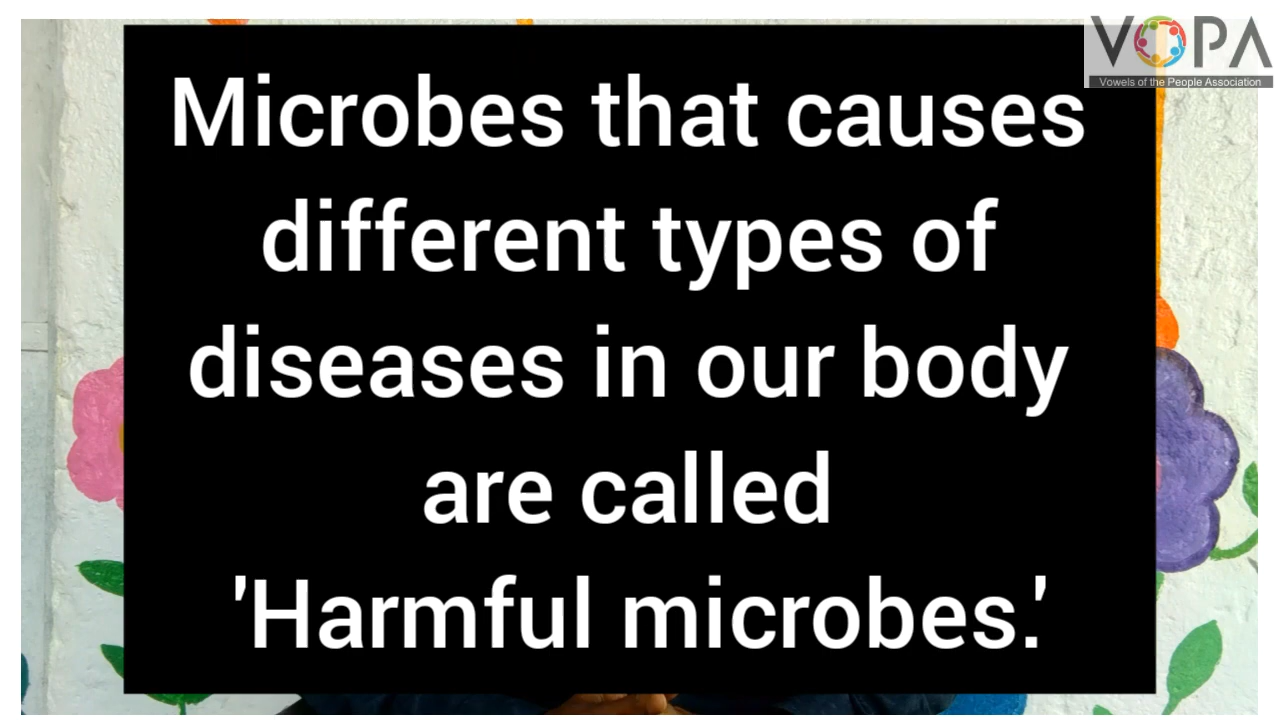 VOPA
Vowels of the People Association
Microbes that causes
different types of
diseases in our body
are called
'Harmful microbes.'